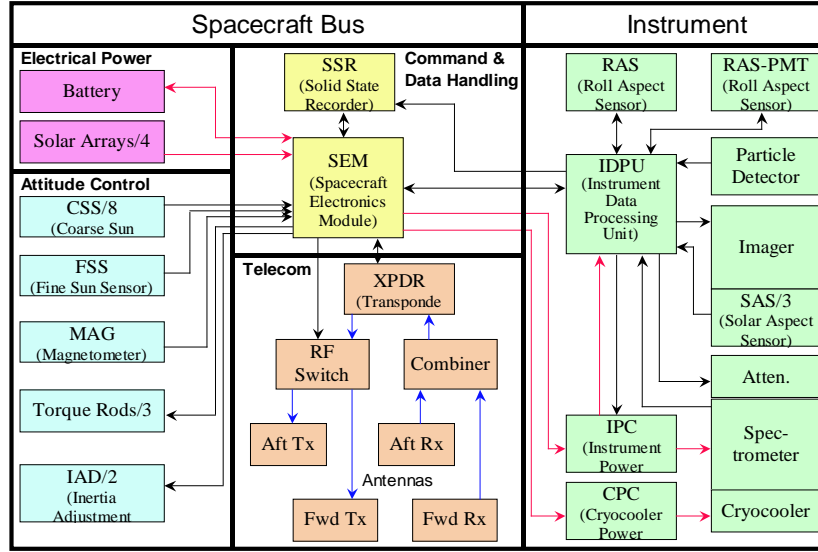 Spacecraft Bus
Instrument
Electrical Power
Battery
Solar Arrays/4
Attitude Control
CSS/8
(Coarse Sun
FSS
(Fine Sun Sensor)
MAG
(Magnetometer)
Torque Rods/3
IAD/2
(Inertia
Adjustment
Command &
Data Handling
SSR
(Solid State
Recorder)
SEM
(Spacecraft
Electronics
Module)
Telecom
XPDR
(Transponde
RF
Switch
Combiner
Aft Tx
Aft Rx
Antennas
Fwd Tx
Fwd Rx
RAS
(Roll Aspect
Sensor)
RAS-PMT
(Roll Aspect
Sensor)
IDPU
(Instrument
Data
Processing
Unit)
Particle
Detector
Imager
SAS/3
(Solar Aspect
Sensor)
Atten.
IPC
(Instrument
Power
Spec-
trometer
CPC
(Cryocooler Power
Cryocooler